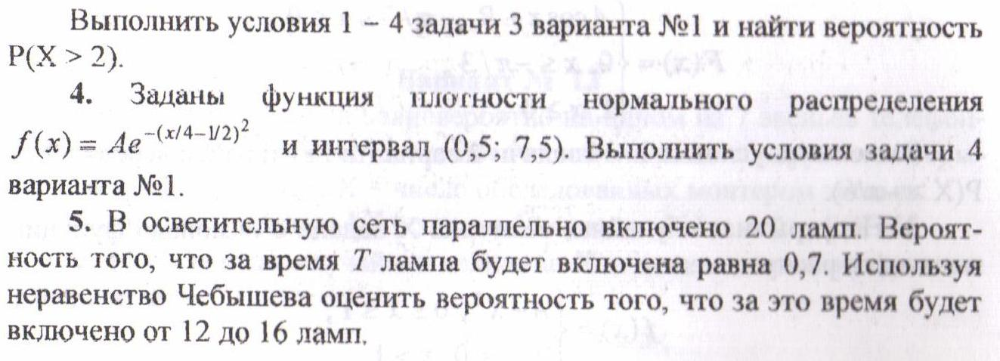 Выполнить условия 1 – 4 задачи 3 варианта №1 и найти вероятность
P(X > 2).
4. Заданы функция плотности нормального распределения
f(x) = Ae^{-(x/4-1/2)^2} и интервал (0,5; 7,5). Выполнить условия задачи 4
варианта №1.
5. В осветительную сеть параллельно включено 20 ламп. Вероят-
ность того, что за время T лампа будет включена равна 0,7. Используя
неравенство Чебышева оценить вероятность того, что за это время будет
включено от 12 до 16 ламп.